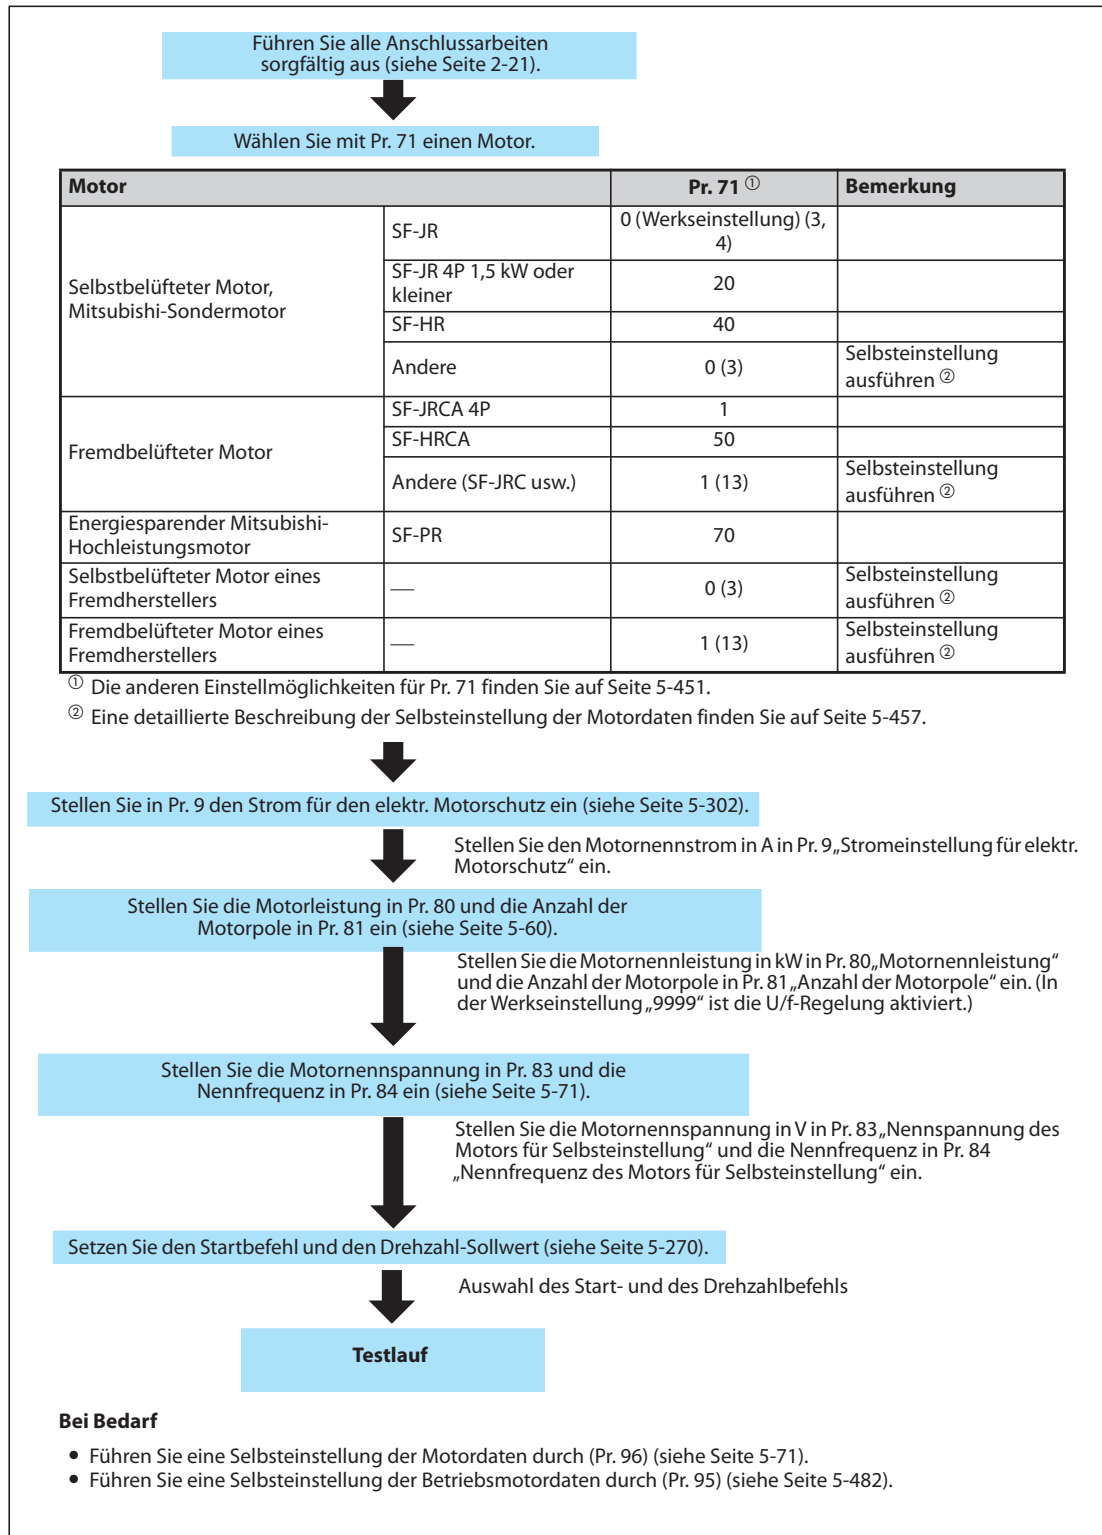 Führen Sie alle Anschlussarbeiten
sorgfältig aus (siehe Seite 2-21).
Wählen Sie mit Pr. 71 einen Motor.
Motor Pr. 71 ① Bemerkung
Selbstbelüfteter Motor,
Mitsubishi-Sondermotor
SF-JR
0 (Werkseinstellung) (3,
4)
SF-JR 4P 1,5 kW oder
kleiner
20
SF-HR 40
Andere 0 (3)
Selbsteinstellung
ausführen ②
Fremdbelüfteter Motor
SF-JRCA 4P 1
SF-HRCA 50
Andere (SF-JRC usw.) 1 (13)
Selbsteinstellung
ausführen ②
Energiesparender Mitsubishi-
Hochleistungsmotor
SF-PR 70
Selbstbelüfteter Motor eines
Fremdherstellers
— 0 (3)
Selbsteinstellung
ausführen ②
Fremdbelüfteter Motor eines
Fremdherstellers
— 1 (13)
Selbsteinstellung
ausführen ②
① Die anderen Einstellmöglichkeiten für Pr. 71 finden Sie auf Seite 5-451.
② Eine detaillierte Beschreibung der Selbsteinstellung der Motordaten finden Sie auf Seite 5-457.
Stellen Sie in Pr. 9 den Strom für den elektr. Motorschutz ein (siehe Seite 5-302).
Stellen Sie den Motornennstrom in A in Pr. 9 „Stromeinstellung für elektr.
Motorschutz“ ein.
Stellen Sie die Motorleistung in Pr. 80 und die Anzahl der
Motorpole in Pr. 81 ein (siehe Seite 5-60).
Stellen Sie die Motornennleistung in kW in Pr. 80 „Motornennleistung“
und die Anzahl der Motorpole in Pr. 81 „Anzahl der Motorpole“ ein. (In
der Werkseinstellung „9999“ ist die U/f-Regelung aktiviert.)
Stellen Sie die Motornennspannung in Pr. 83 und die
Nennfrequenz in Pr. 84 ein (siehe Seite 5-71).
Stellen Sie die Motornennspannung in V in Pr. 83 „Nennspannung des
Motors für Selbsteinstellung“ und die Nennfrequenz in Pr. 84
„Nennfrequenz des Motors für Selbsteinstellung“ ein.
Setzen Sie den Startbefehl und den Drehzahl-Sollwert (siehe Seite 5-270).
Auswahl des Start- und des Drehzahlbefehls
Testlauf
Bei Bedarf
● Führen Sie eine Selbsteinstellung der Motordaten durch (Pr. 96) (siehe Seite 5-71).
● Führen Sie eine Selbsteinstellung der Betriebsmotordaten durch (Pr. 95) (siehe Seite 5-482).